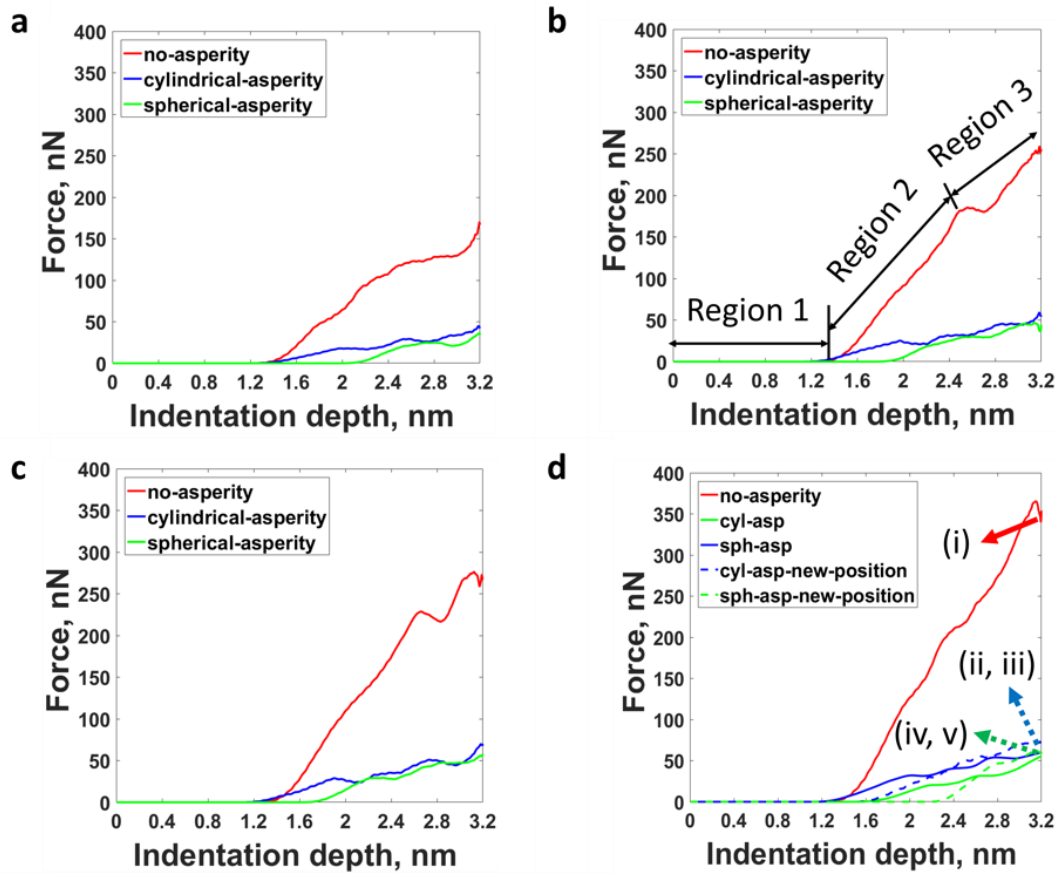 a
no-asperity
cylindrical-asperity
spherical-asperity
Force, nN
400
350
300
250
200
150
100
50
0
0 0.4 0.8 1.2 1.6 2 2.4 2.8 3.2
Indentation depth, nm
b
no-asperity
cylindrical-asperity
spherical-asperity
Region 1
Region 2
Region 3
Force, nN
400
350
300
250
200
150
100
50
0
0 0.4 0.8 1.2 1.6 2 2.4 2.8 3.2
Indentation depth, nm
c
no-asperity
cylindrical-asperity
spherical-asperity
Force, nN
400
350
300
250
200
150
100
50
0
0 0.4 0.8 1.2 1.6 2 2.4 2.8 3.2
Indentation depth, nm
d
no-asperity
cyl-asp
sph-asp
cyl-asp-new-position
sph-asp-new-position
(i)
(ii, iii)
(iv, v)
Force, nN
400
350
300
250
200
150
100
50
0
0 0.4 0.8 1.2 1.6 2 2.4 2.8 3.2
Indentation depth, nm